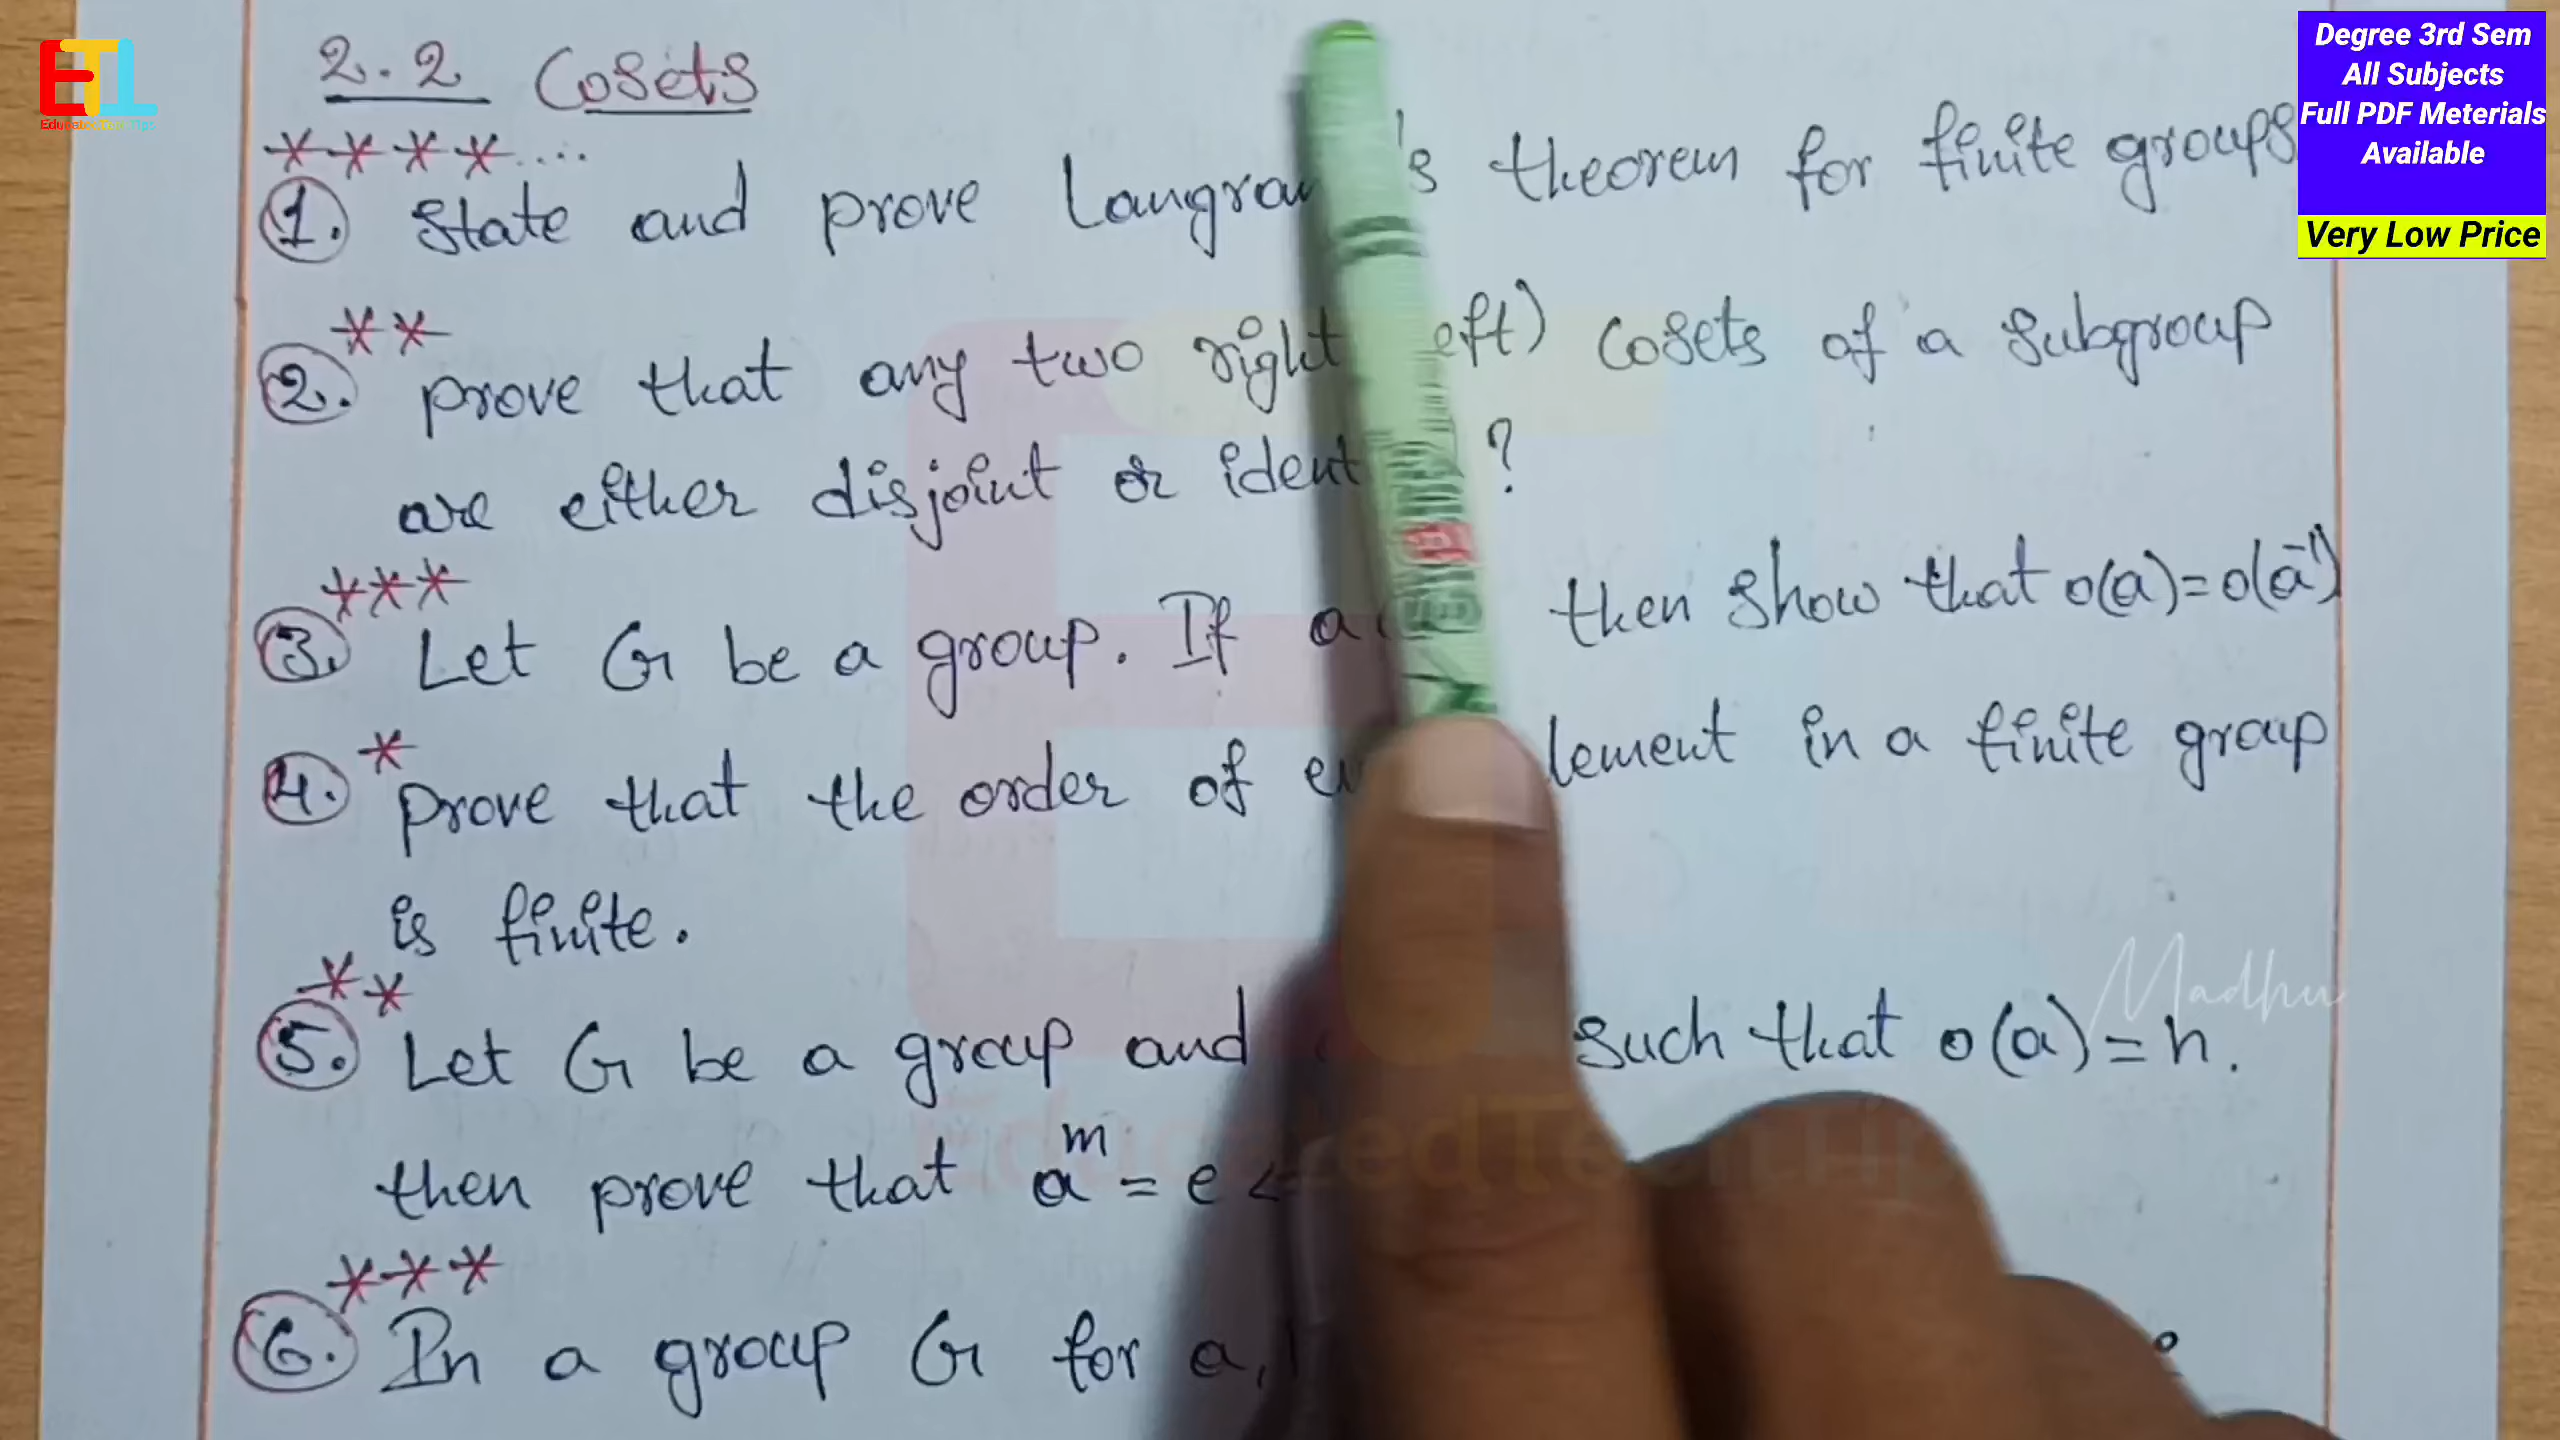 2.2 Cosets
****....
1. State and prove 's theorem for finite groups
**
2. prove that any two right eft) Cosets of a subgroup
are either disjoint or ident ?
***
3. Let G be a group. If a then show that o(a)=o(a⁻¹)
*
4. prove that the order of lement in a finite group
is finite.
**
5. Let G be a group and such that o(a)=n.
then prove that aᵐ = e
***
6. In a group G for a,
ETT
Degree 3rd Sem
All Subjects
Full PDF Meterials
Available
Very Low Price
Madhu